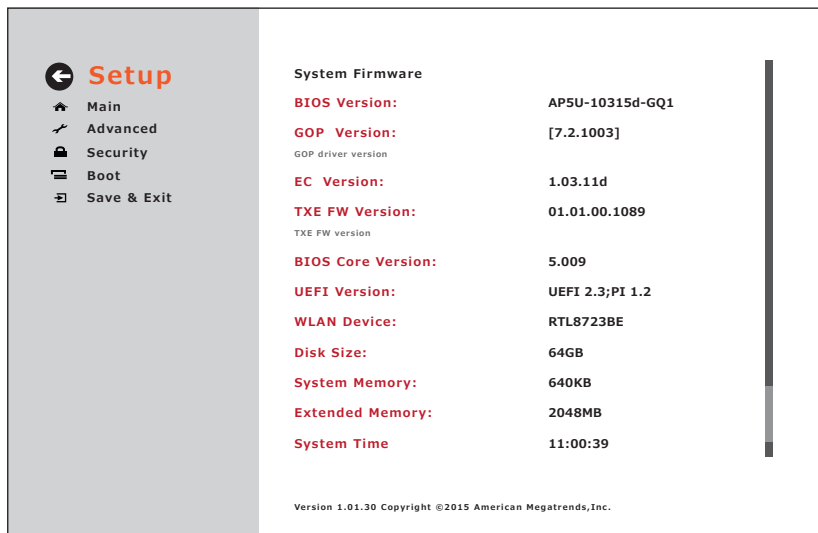 Setup
Main
Advanced
Security
Boot
Save & Exit
System Firmware
BIOS Version: AP5U-10315d-GQ1
GOP Version: [7.2.1003]
GOP driver version
EC Version: 1.03.11d
TXE FW Version: 01.01.00.1089
TXE FW version
BIOS Core Version: 5.009
UEFI Version: UEFI 2.3;PI 1.2
WLAN Device: RTL8723BE
Disk Size: 64GB
System Memory: 640KB
Extended Memory: 2048MB
System Time 11:00:39
Version 1.01.30 Copyright ©2015 American Megatrends,Inc.